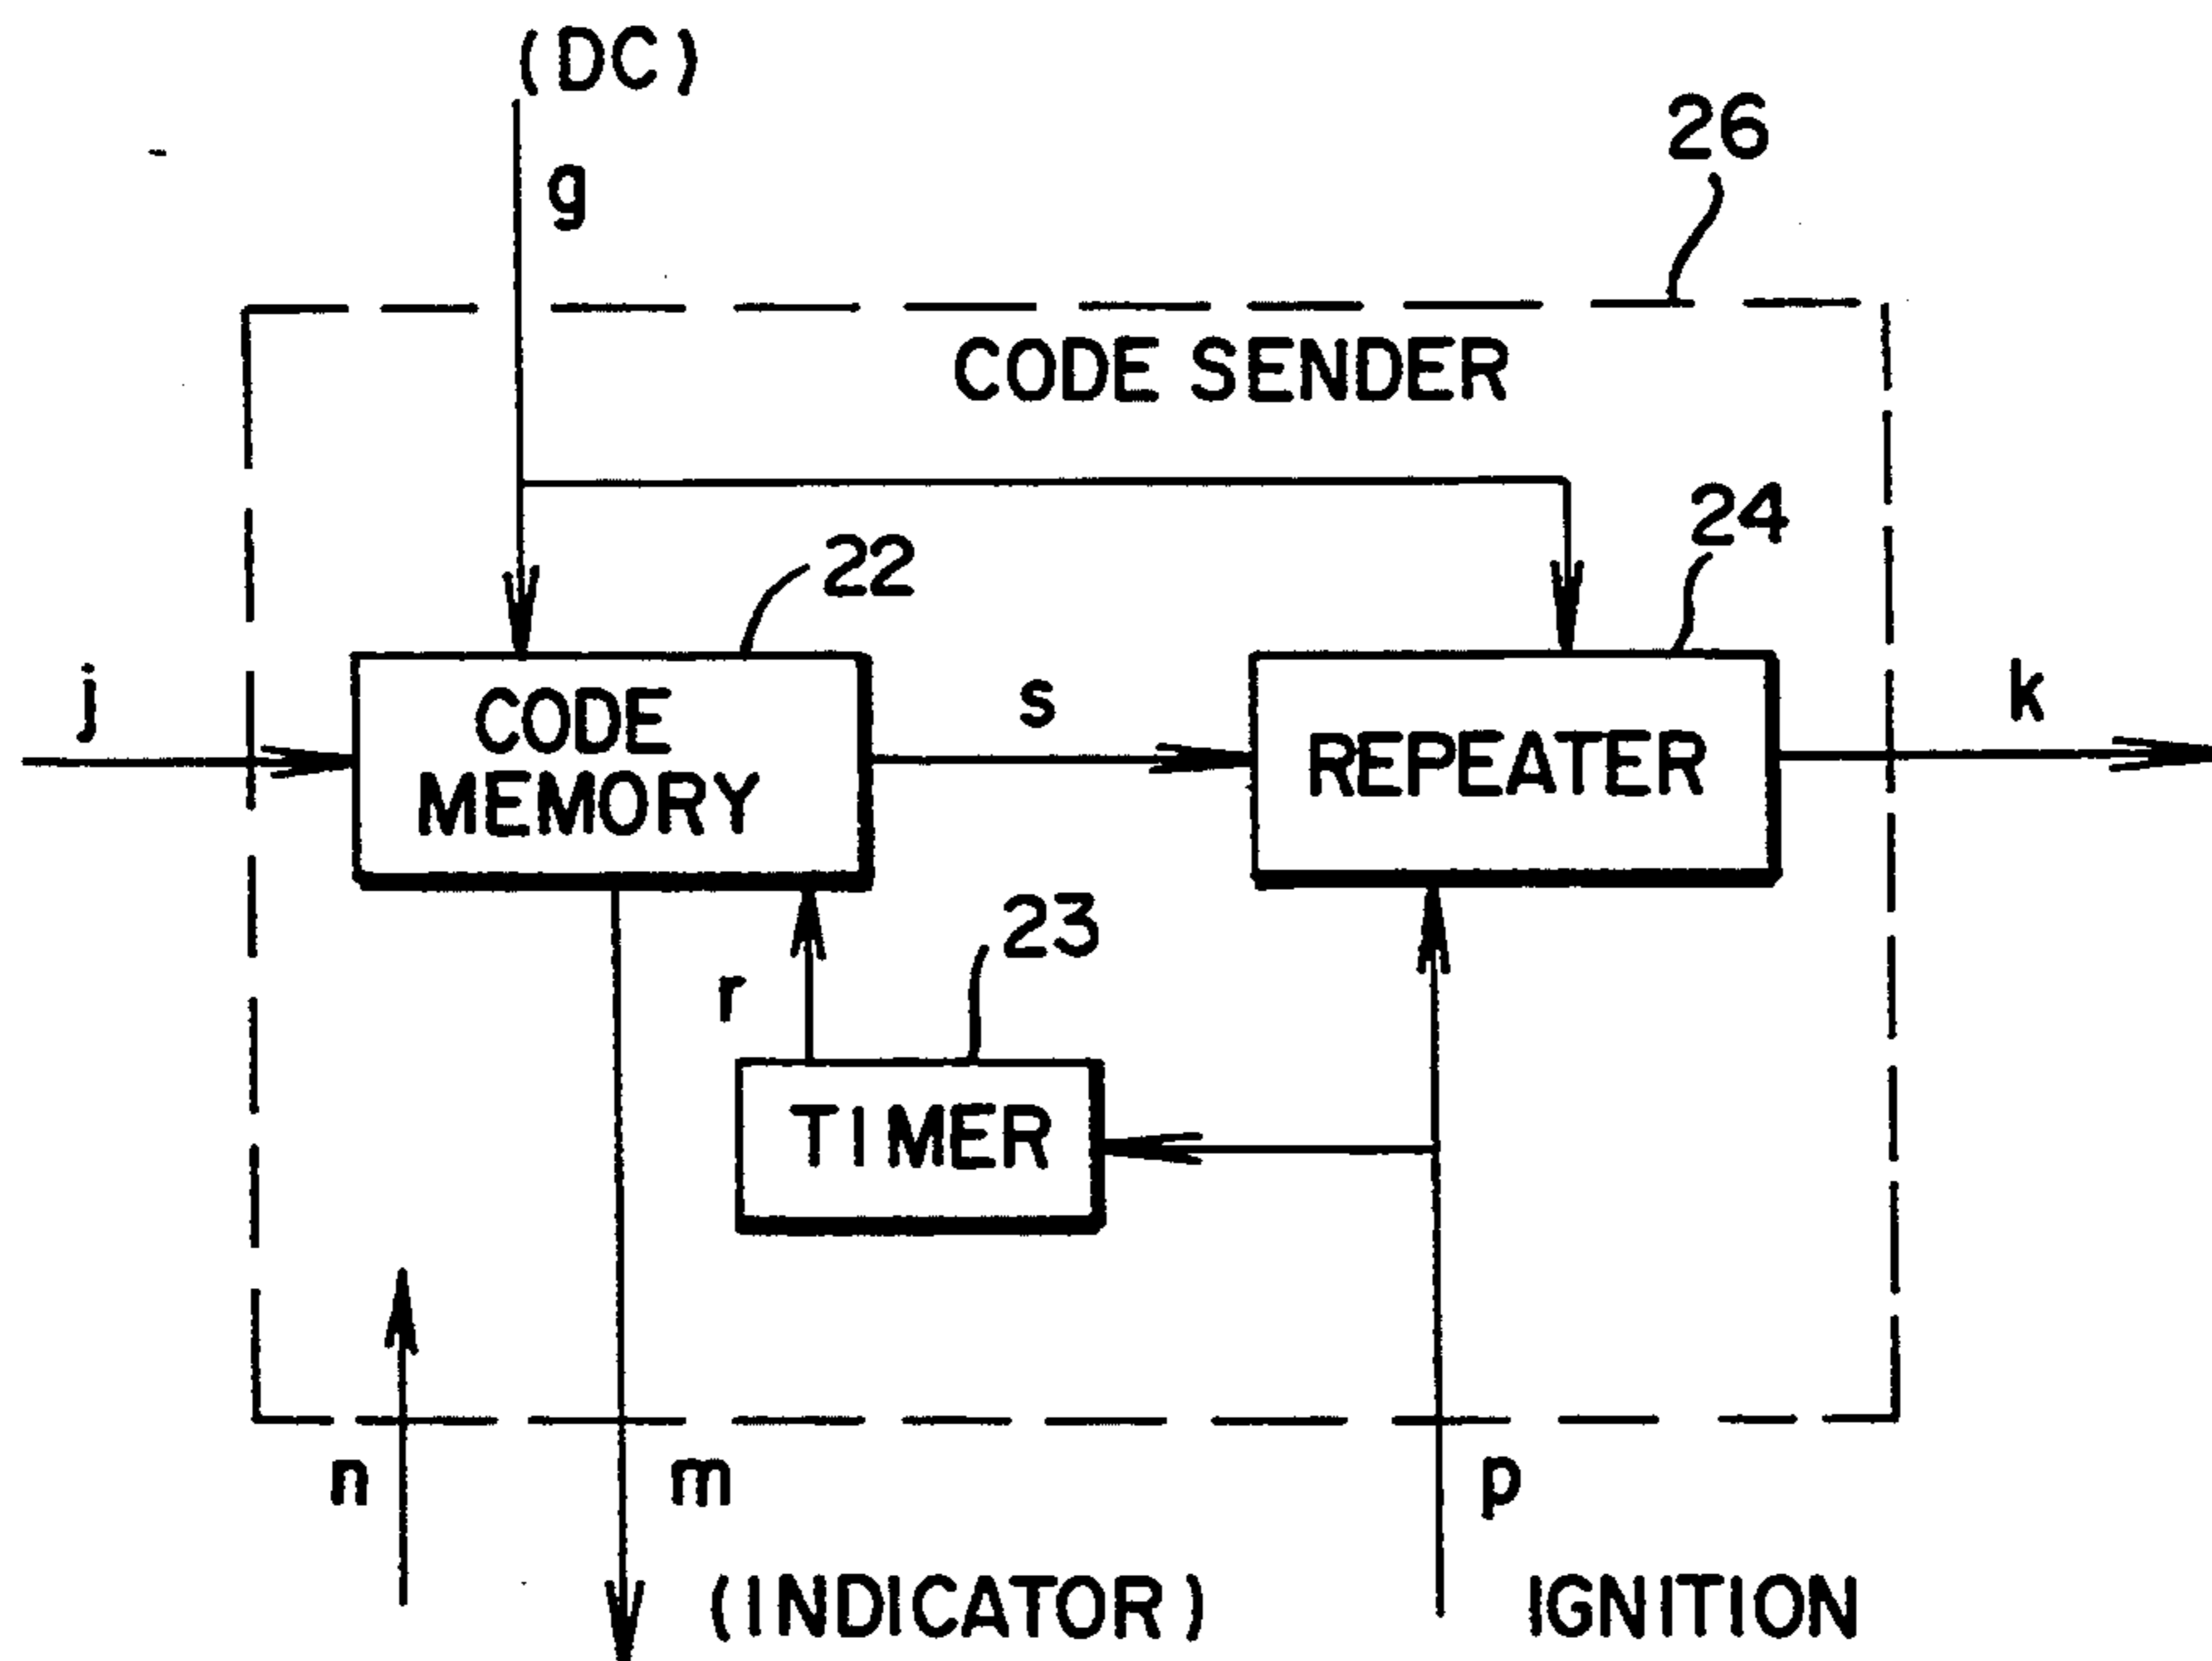 (DC)
g
26
CODE SENDER
22
24
j
CODE
MEMORY
s
REPEATER
k
23
r
TIMER
n
m
p
(INDICATOR)
IGNITION